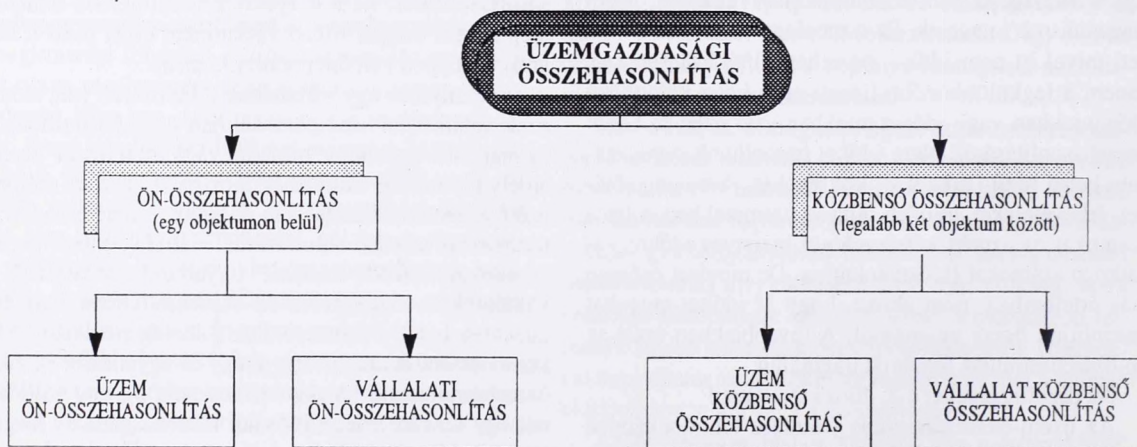 ÜZEMGAZDASÁGI
ÖSSZEHASONLÍTÁS
ÖN-ÖSSZEHASONLÍTÁS
(egy objektumon belül)
KÖZBENSŐ ÖSSZEHASONLÍTÁS
(legalább két objektum között)
ÜZEM
ÖN-ÖSSZEHASONLÍTÁS
VÁLLALATI
ÖN-ÖSSZEHASONLÍTÁS
ÜZEM
KÖZBENSŐ
ÖSSZEHASONLÍTÁS
VÁLLALAT KÖZBENSŐ
ÖSSZEHASONLÍTÁS